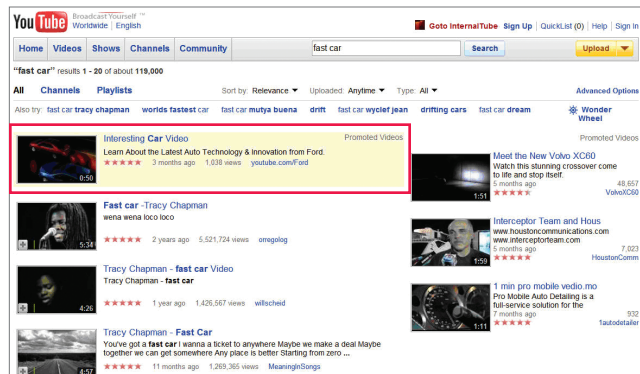 You Tube Broadcast Yourself ™
Worldwide | English
Goto InternalTube Sign Up | QuickList (0) | Help | Sign In
Home Videos Shows Channels Community
fast car
Search
Upload
"fast car" results 1 - 20 of about 119,000
All Channels Playlists
Sort by: Relevance Uploaded: Anytime Type: All
Advanced Options
Also try: fast car tracy chapman worlds fastest car fast car mutya buena drift fast car wyclef jean drifting cars fast car dream
Wonder
Wheel
Interesting Car Video
Promoted Videos
Learn About the Latest Auto Technology & Innovation from Ford.
3 months ago 1,038 views youtube.com/Ford
0:50
Fast car -Tracy Chapman
wena wena loco loco
2 years ago 5,521,724 views orregolog
5:34
Tracy Chapman - fast car Video
Tracy Chapman - fast car
1 year ago 1,426,567 views willscheid
4:26
Tracy Chapman - Fast Car
You've got a fast car I wanna a ticket to anywhere Maybe we make a deal Maybe
together we can get somewhere Any place is better Starting from zero ...
11 months ago 1,269,365 views MeaningInSongs
4:57
Promoted Videos
Meet the New Volvo XC60
Watch this stunning crossover come
to life and stop itself.
5 months ago 48,657
VolvoXC60
1:51
Interceptor Team and Hous
www.houstoncommunications.com
www.interceptorteam.com
5 months ago 7,023
HoustonComm
1:59
1 min pro mobile vedio.mo
Pro Mobile Auto Detailing is a
full-service solution for the
7 months ago 932
1autodetailer
1:11